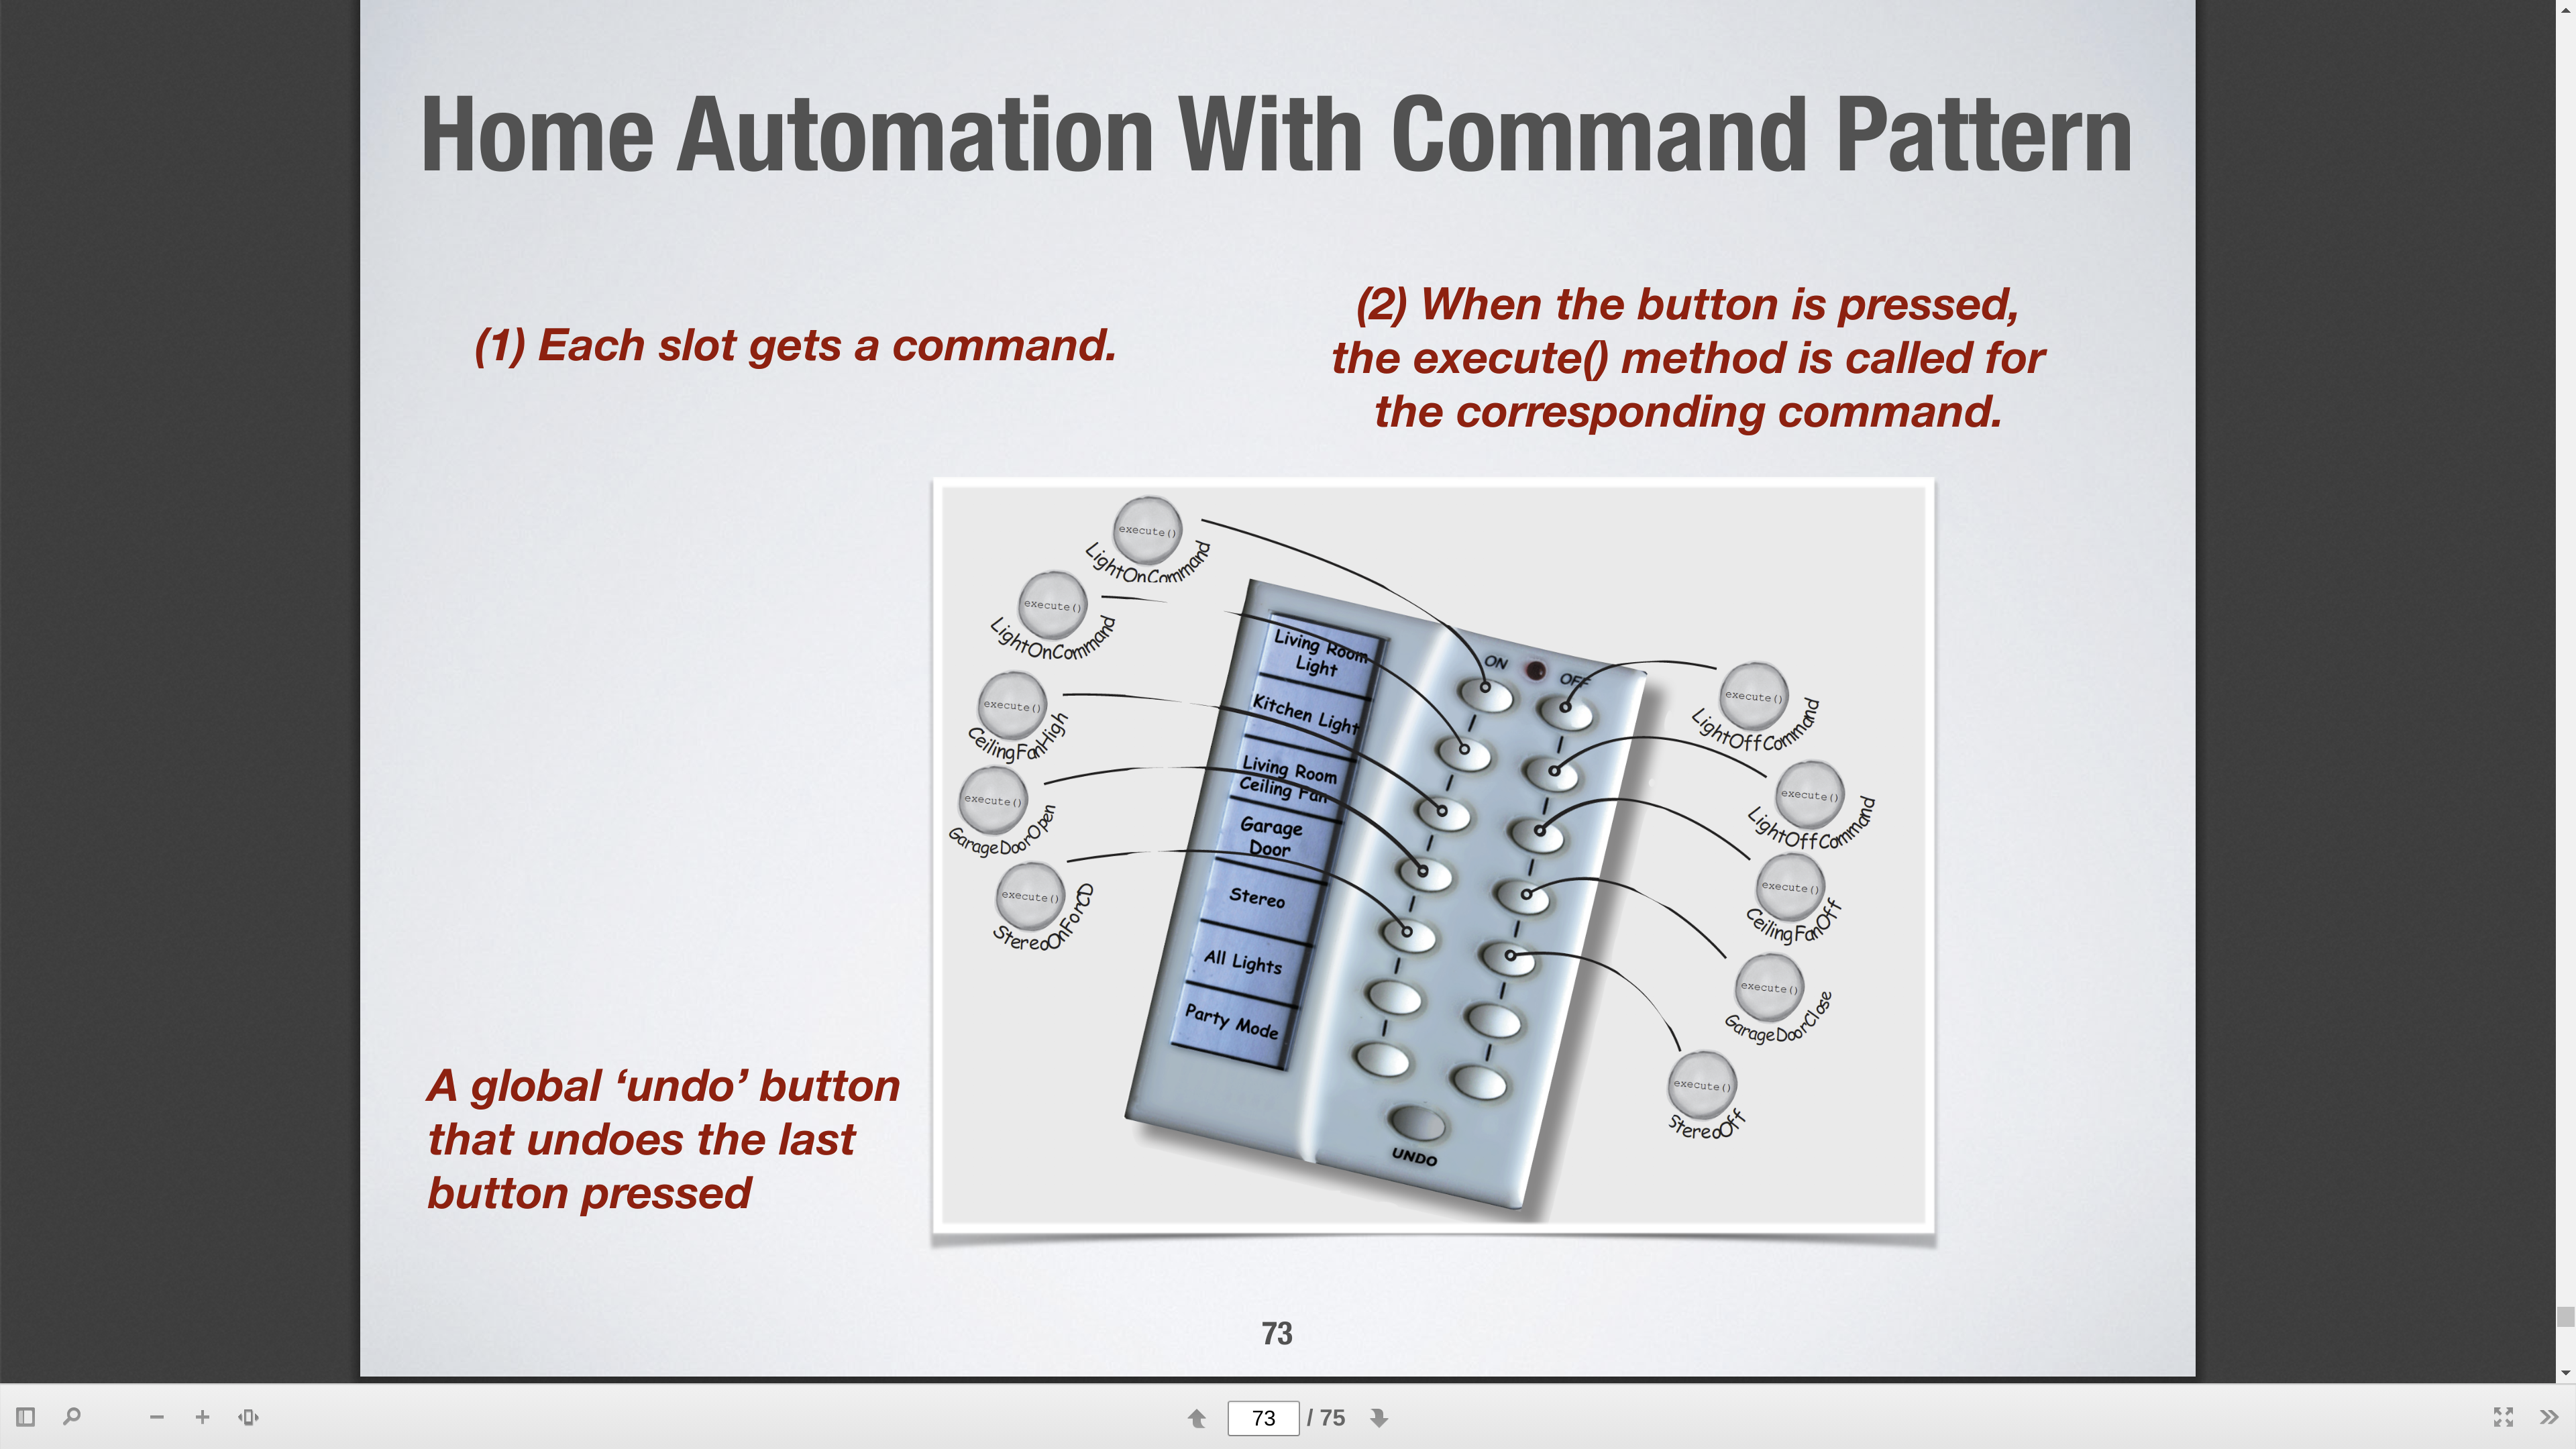 Home Automation With Command Pattern
(1) Each slot gets a command.
(2) When the button is pressed,
the execute() method is called for
the corresponding command.
execute()
LightOnCommand
execute()
LightOnCommand
execute()
CeilingFanHigh
execute()
GarageDoorOpen
execute()
StereoOnForCD
Living Room
Light
Kitchen Light
Living Room
Ceiling Fan
Garage
Door
Stereo
All Lights
Party Mode
ON
OFF
UNDO
execute()
LightOffCommand
execute()
LightOffCommand
execute()
CeilingFanOff
execute()
GarageDoorClose
execute()
StereoOff
A global ‘undo’ button
that undoes the last
button pressed
73
73 / 75